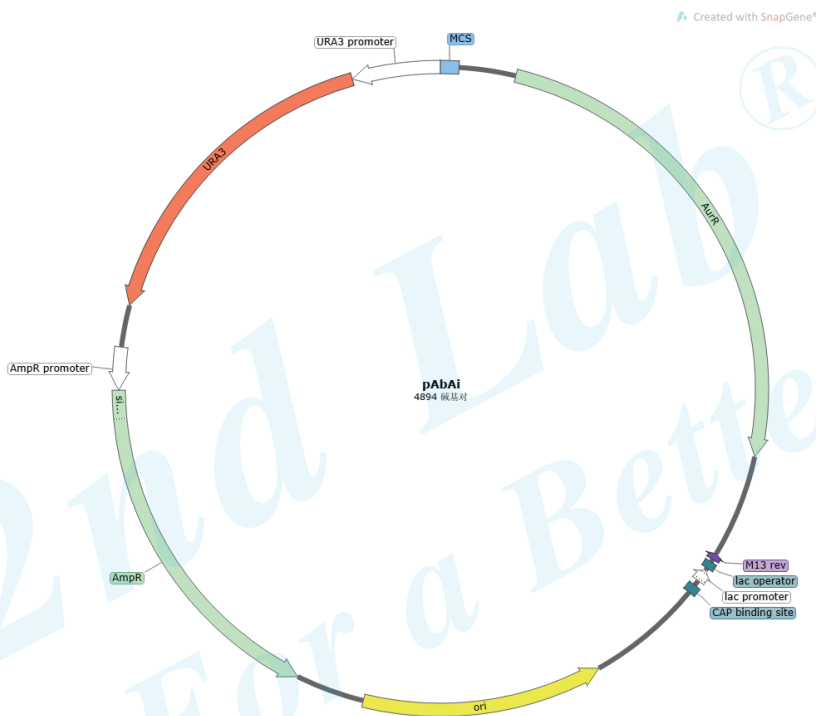 Created with SnapGene®
URA3 promoter
MCS
URA3
AurR
AmpR promoter
pAbAi
4894 碱基对
si...
AmpR
M13 rev
lac operator
lac promoter
CAP binding site
ori
2nd Lab®
For a Bette